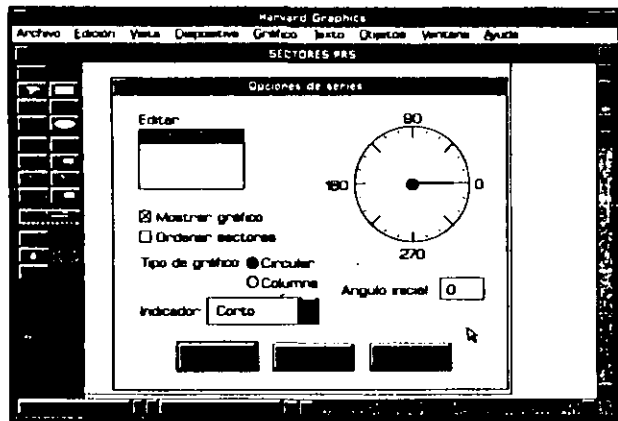 Harvard Graphics
Archivo Edición Vista Dispositiva Gráfico Texto Objetos Ventana Ayuda
SECTORES PRS
Opciones de series
Editar
90
180
0
270
Mostrar gráfico
Ordenar sectores
Tipo de gráfico Circular
Columna
Angulo inicial 0
Indicador Corto